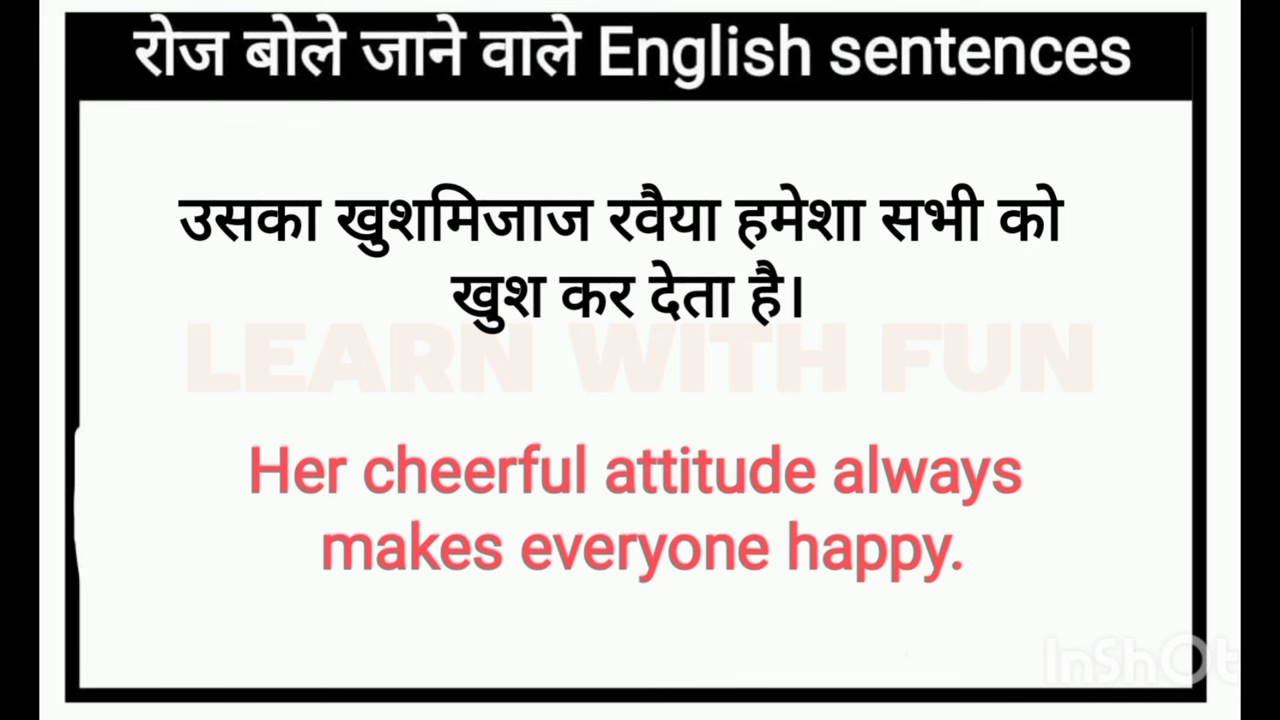 रोज बोले जाने वाले English sentences
उसका खुशमिजाज रवैया हमेशा सभी को
खुश कर देता है।
LEARN WITH FUN
Her cheerful attitude always
makes everyone happy.
InShOt